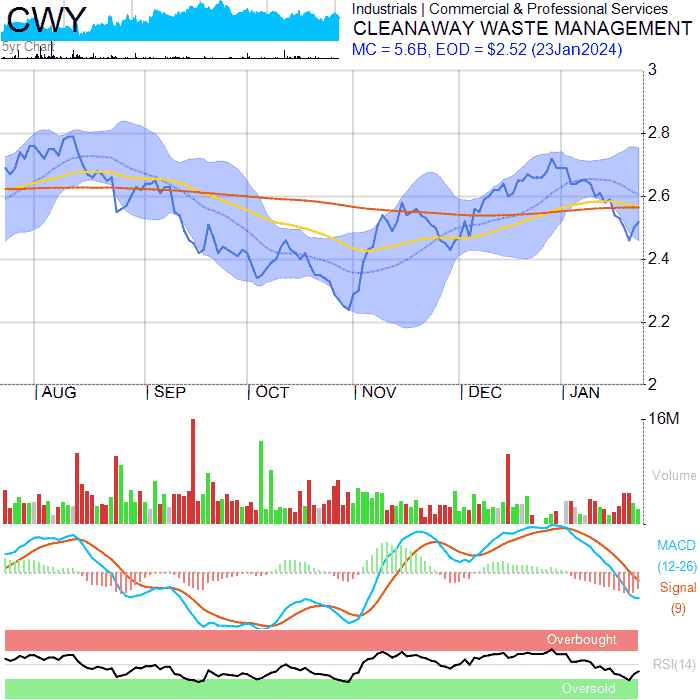 CWY
5yr Chart
Industrials | Commercial & Professional Services
CLEANAWAY WASTE MANAGEMENT
MC = 5.6B, EOD = $2.52 (23Jan2024)
3
2.8
2.6
2.4
2.2
2
AUG SEP OCT NOV DEC JAN
16M
Volume
MACD
(12-26)
Signal
(9)
Overbought
RSI(14)
Oversold